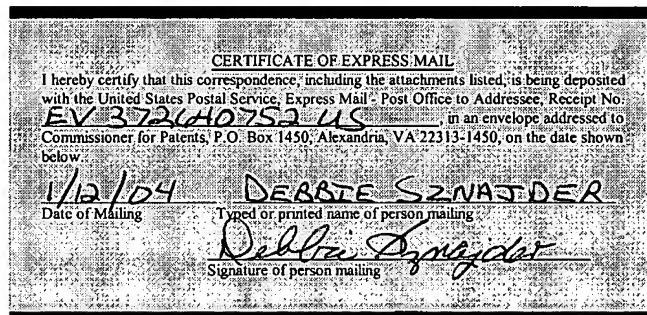 CERTIFICATE OF EXPRESS MAIL
I hereby certify that this correspondence, including the attachments listed, is being deposited
with the United States Postal Service, Express Mail - Post Office to Addressee, Receipt No.
EV 372640752 US in an envelope addressed to
Commissioner for Patents, P.O. Box 1450, Alexandria, VA 22313-1450, on the date shown
below.
1/12/04 DEBBIE SZNAJDER
Date of Mailing Typed or printed name of person mailing
Debbie Sznajder
Signature of person mailing